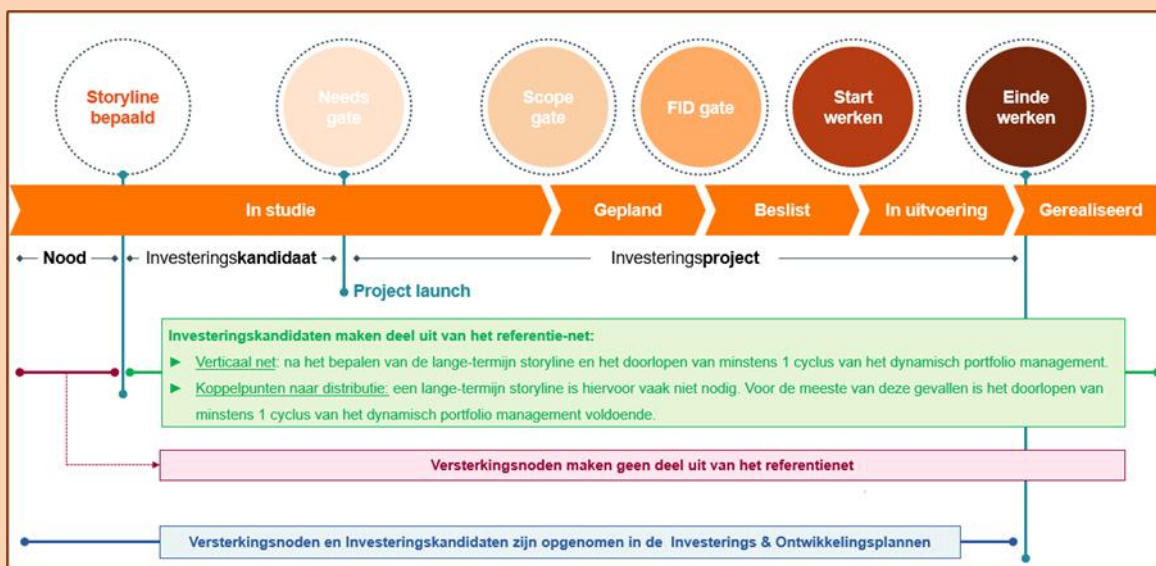 Storyline
bepaald
Needs
gate
Scope
gate
FID gate
Start
werken
Einde
werken
In studie
Gepland
Beslist
In uitvoering
Gerealiseerd
Nood
Investeringskandidaat
Investeringsproject
Project launch
Investeringskandidaten maken deel uit van het referentie-net:
► Verticaal net: na het bepalen van de lange-termijn storyline en het doorlopen van minstens 1 cyclus van het dynamisch portfolio management.
► Koppelpunten naar distributie: een lange-termijn storyline is hiervoor vaak niet nodig. Voor de meeste van deze gevallen is het doorlopen van
minstens 1 cyclus van het dynamisch portfolio management voldoende.
Versterkingsnoden maken geen deel uit van het referentienet
Versterkingsnoden en Investeringskandidaten zijn opgenomen in de Investerings & Ontwikkelingsplannen